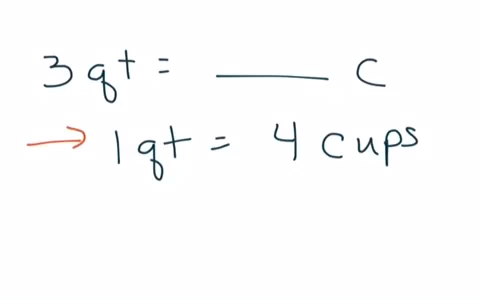 3 qt = ____ C
→ 1 qt = 4 cups